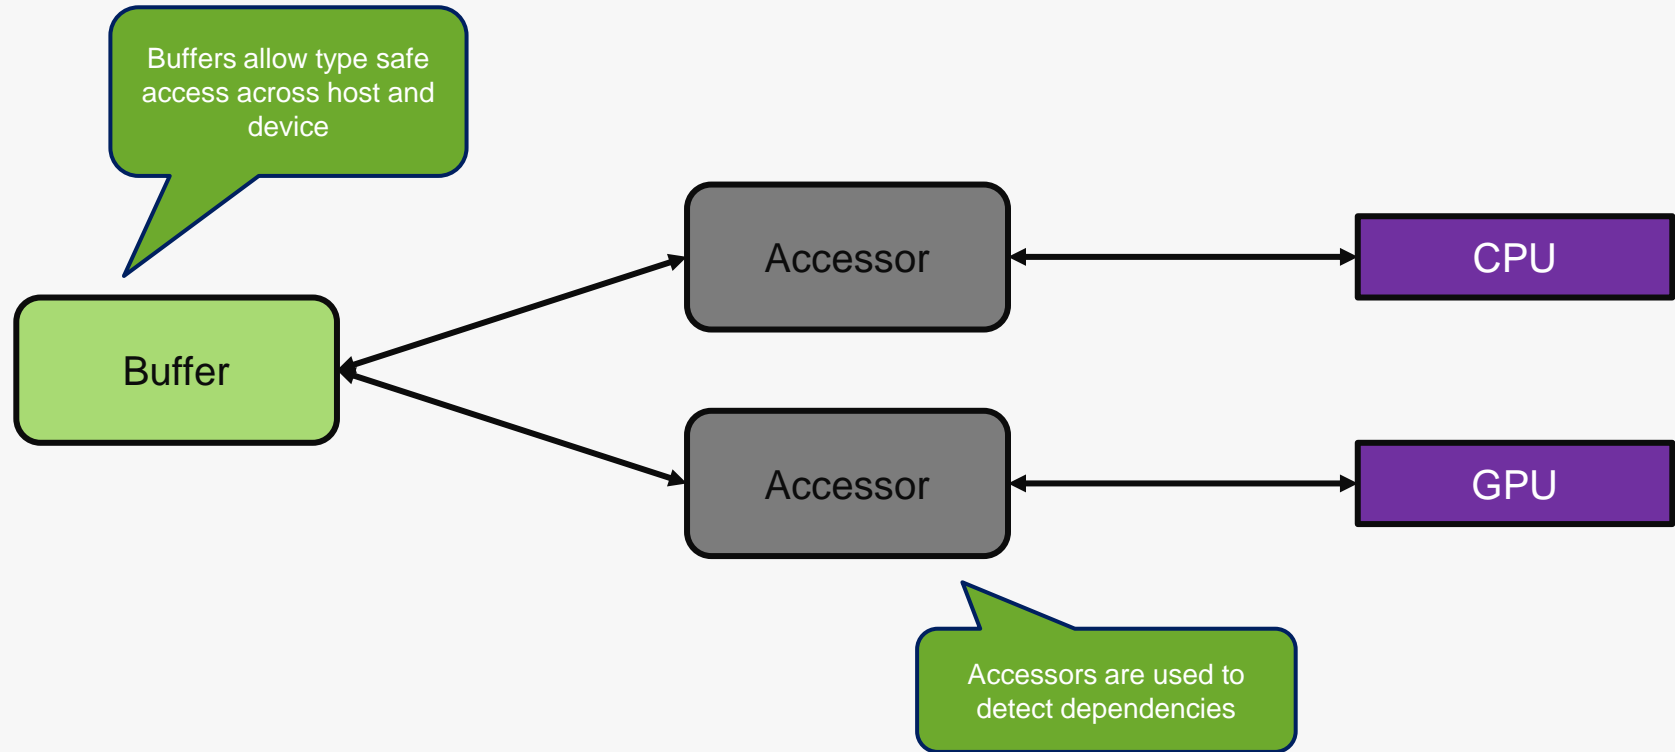 Buffers allow type safe
access across host and
device
Accessor
CPU
Buffer
Accessor
GPU
Accessors are used to
detect dependencies